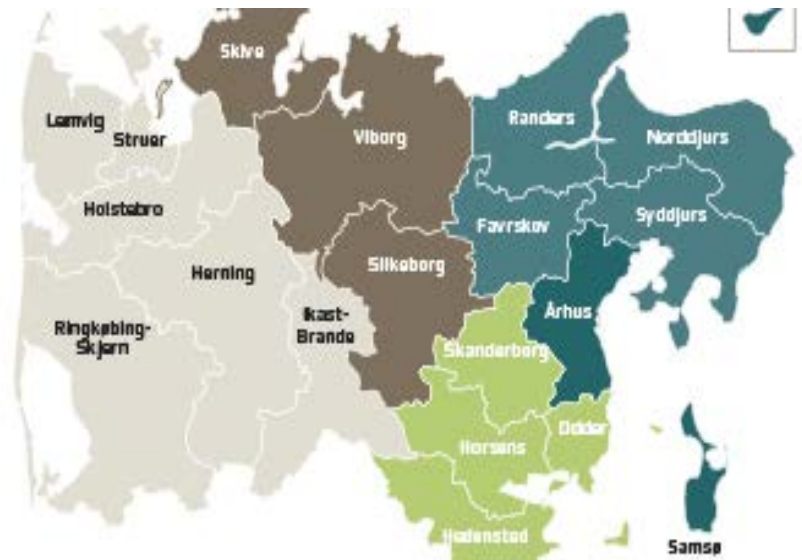 Skive
Lemvig
Struer
Viborg
Randers
Norddjurs
Holstebro
Favrskov
Syddjurs
Herning
Silkeborg
Ikast-
Brande
Århus
Ringkøbing-
Skjern
Skanderborg
Odder
Horsens
Hedensted
Samsø